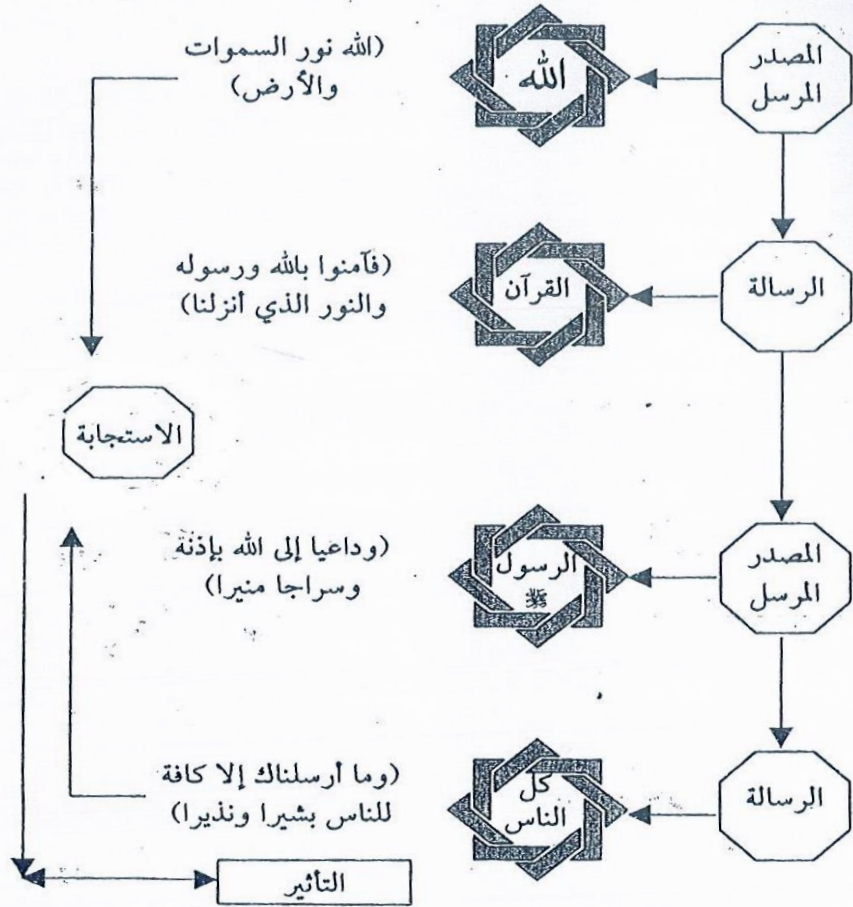 المصدر
المرسل
الله
(الله نور السموات
والأرض)
الرسالة
القرآن
(فآمنوا بالله ورسوله
والنور الذي أنزلنا)
الاستجابة
المصدر
المرسل
الرسول
ﷺ
(وداعيا إلى الله بإذنة
وسراجا منيرا)
الرسالة
كل
الناس
(وما أرسلناك إلا كافة
للناس بشيرا ونذيرا)
التأثير